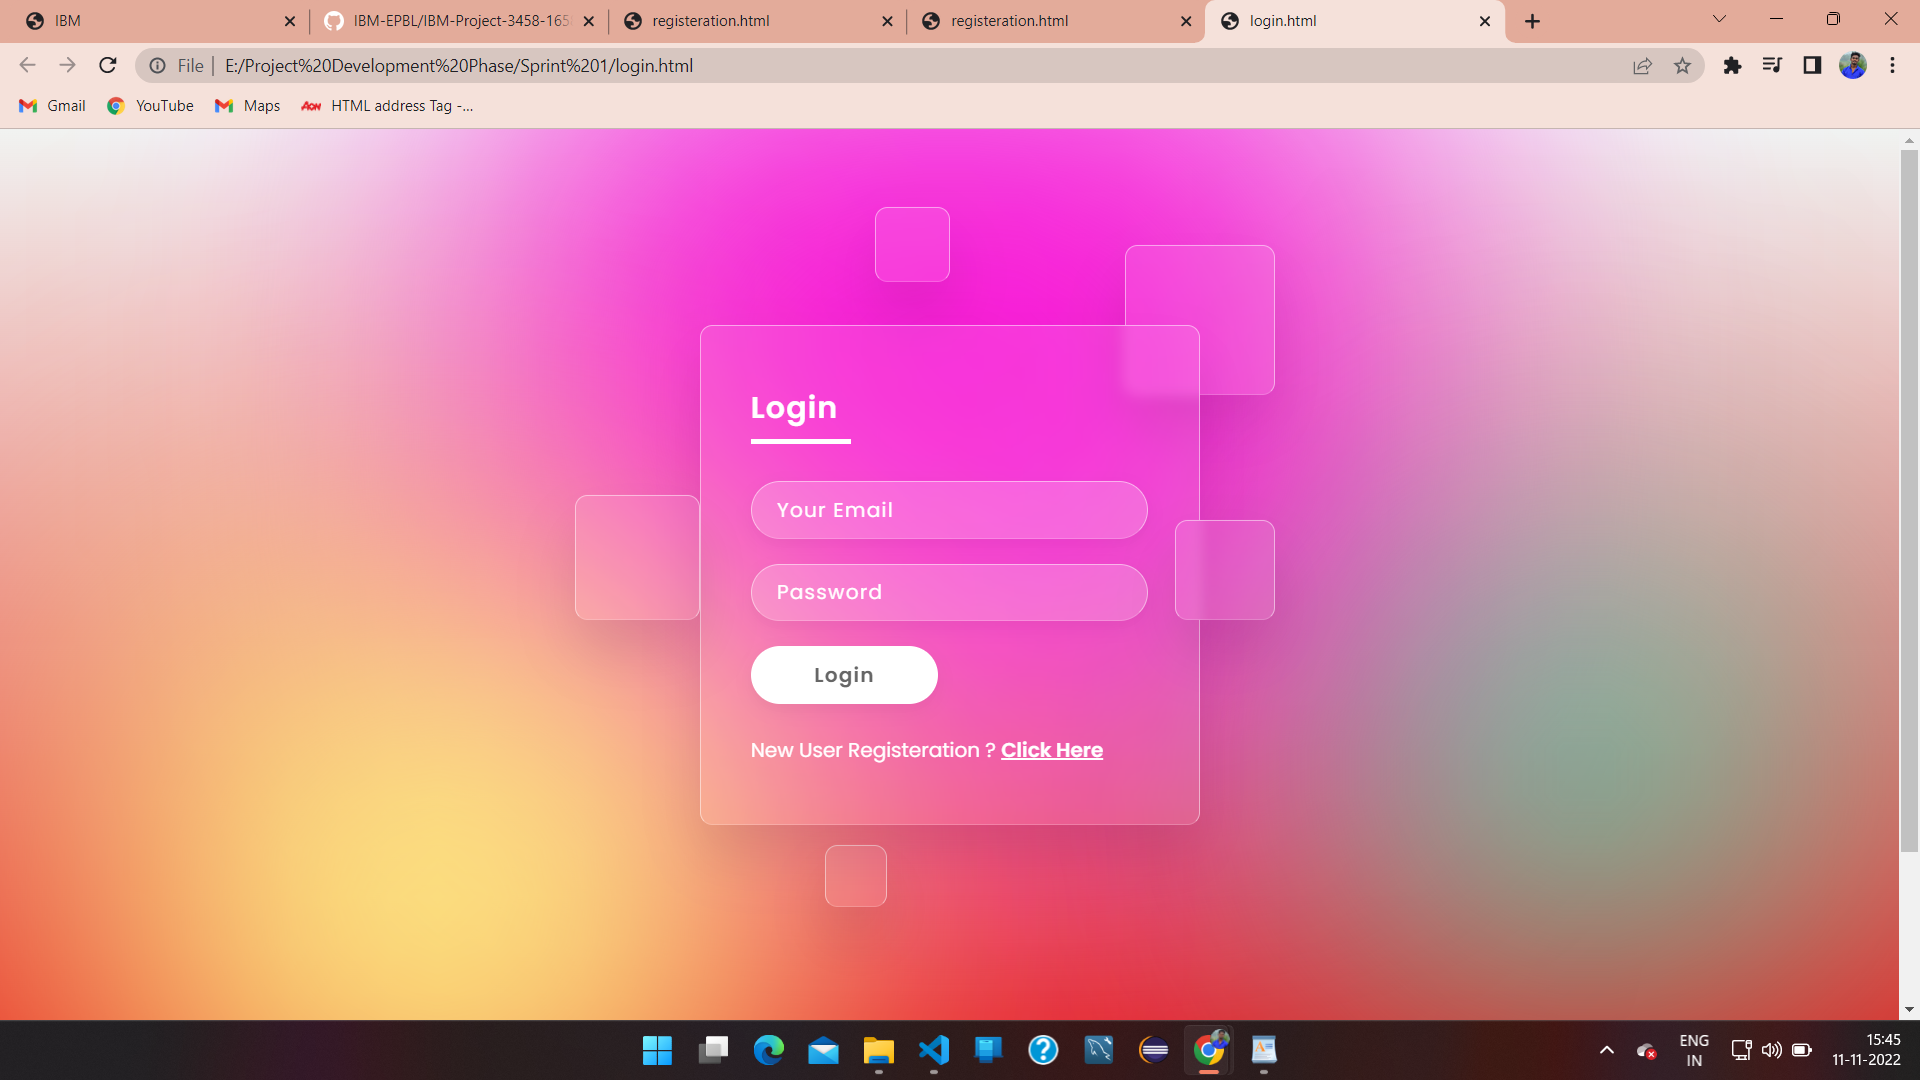 IBM
IBM-EPBL/IBM-Project-3458-165
registeration.html
registeration.html
login.html
File
E:/Project%20Development%20Phase/Sprint%201/login.html
Gmail
YouTube
Maps
Aon
HTML address Tag -...
Login
Your Email
Password
Login
New User Registeration ? Click Here
ENG
IN
15:45
11-11-2022